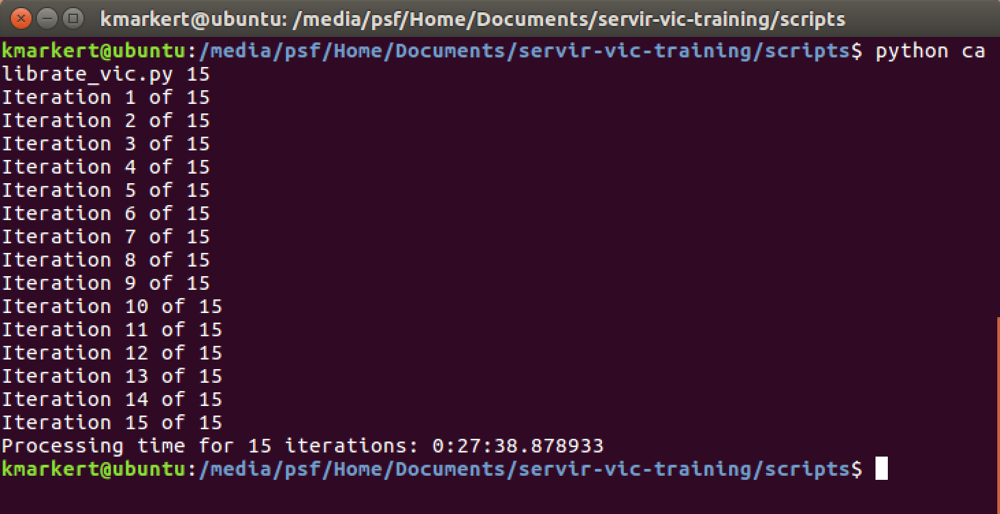 kmarkert@ubuntu: /media/psf/Home/Documents/servir-vic-training/scripts
kmarkert@ubuntu:/media/psf/Home/Documents/servir-vic-training/scripts$ python ca
librate_vic.py 15
Iteration 1 of 15
Iteration 2 of 15
Iteration 3 of 15
Iteration 4 of 15
Iteration 5 of 15
Iteration 6 of 15
Iteration 7 of 15
Iteration 8 of 15
Iteration 9 of 15
Iteration 10 of 15
Iteration 11 of 15
Iteration 12 of 15
Iteration 13 of 15
Iteration 14 of 15
Iteration 15 of 15
Processing time for 15 iterations: 0:27:38.878933
kmarkert@ubuntu:/media/psf/Home/Documents/servir-vic-training/scripts$